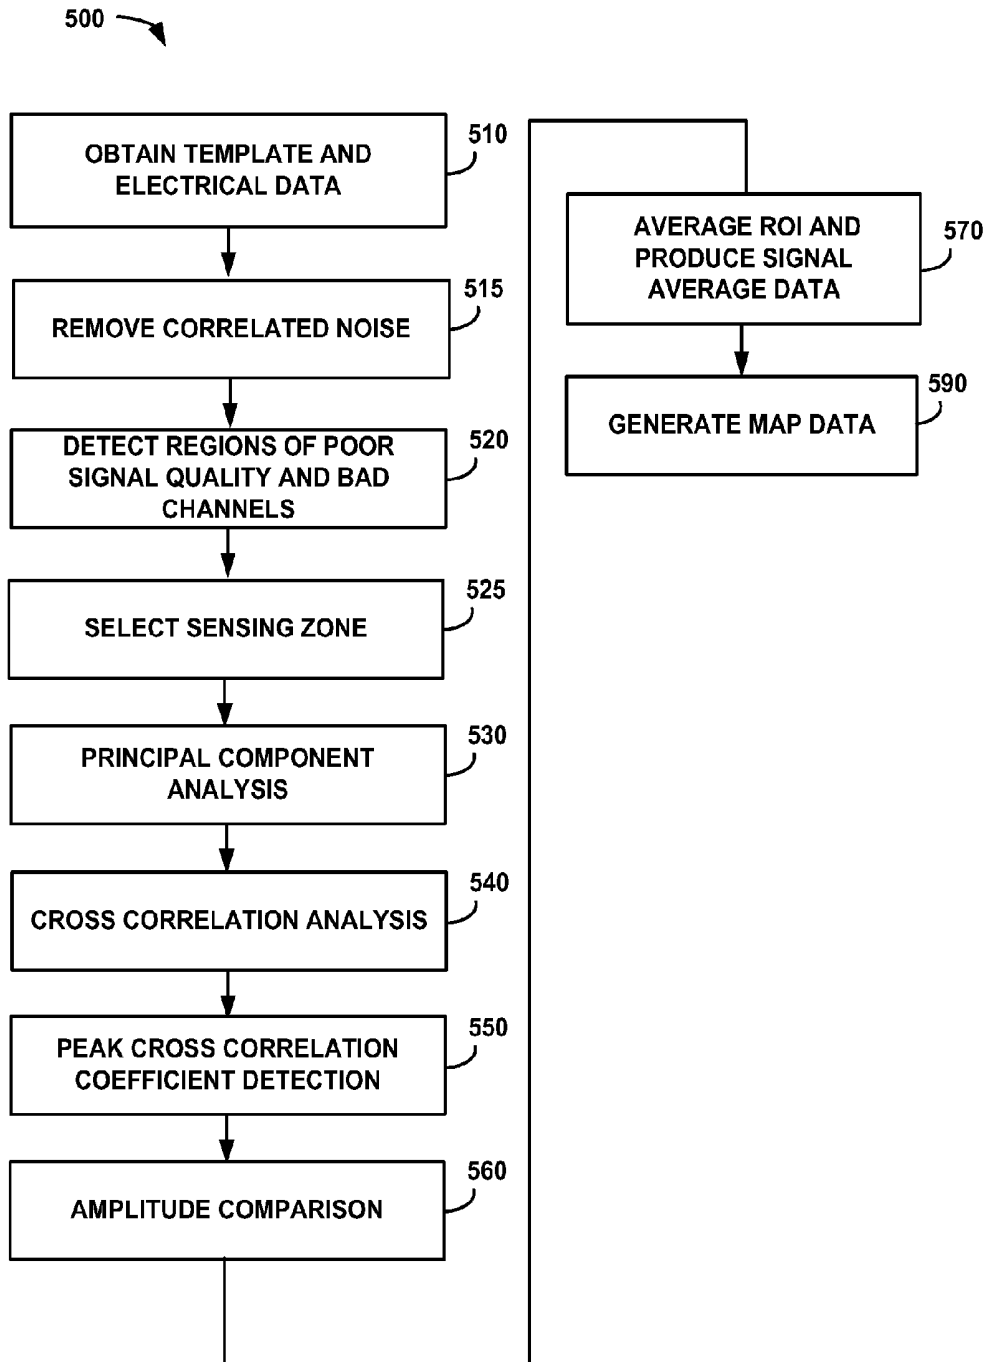 500
510
OBTAIN TEMPLATE AND
ELECTRICAL DATA
515
REMOVE CORRELATED NOISE
520
DETECT REGIONS OF POOR
SIGNAL QUALITY AND BAD
CHANNELS
525
SELECT SENSING ZONE
530
PRINCIPAL COMPONENT
ANALYSIS
540
CROSS CORRELATION ANALYSIS
550
PEAK CROSS CORRELATION
COEFFICIENT DETECTION
560
AMPLITUDE COMPARISON
570
AVERAGE ROI AND
PRODUCE SIGNAL
AVERAGE DATA
590
GENERATE MAP DATA